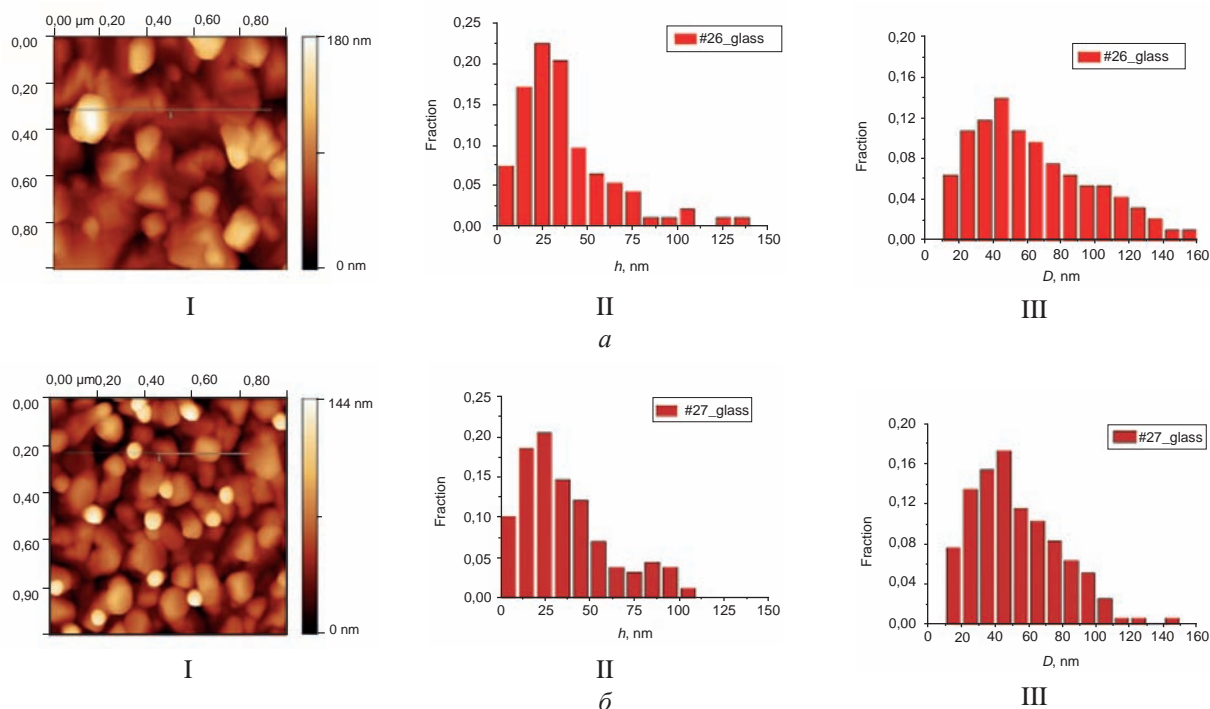 0,00 µm 0,20 0,40 0,60 0,80
0,00
0,20
0,40
0,60
0,80
180 nm
0 nm
I
0,25
0,20
0,15
0,10
0,05
0,00
Fraction
#26_glass
0 25 50 75 100 125 150
h, nm
II
0,20
0,16
0,12
0,08
0,04
0,00
Fraction
#26_glass
0 20 40 60 80 100 120 140 160
D, nm
III
а
0,00 µm 0,20 0,40 0,60 0,80
0,00
0,20
0,40
0,60
0,90
144 nm
0 nm
I
0,25
0,20
0,15
0,10
0,05
0,00
Fraction
#27_glass
0 25 50 75 100 125 150
h, nm
II
0,20
0,16
0,12
0,08
0,04
0,00
Fraction
#27_glass
0 20 40 60 80 100 120 140 160
D, nm
III
б